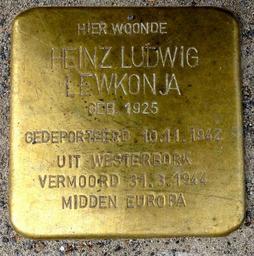 HIER WOONDE
HEINZ LUDWIG
LEWKONJA
GEB. 1925
GEDEPORTEERD 10.11.1942
UIT WESTERBORK
VERMOORD 31.3.1944
MIDDEN EUROPA